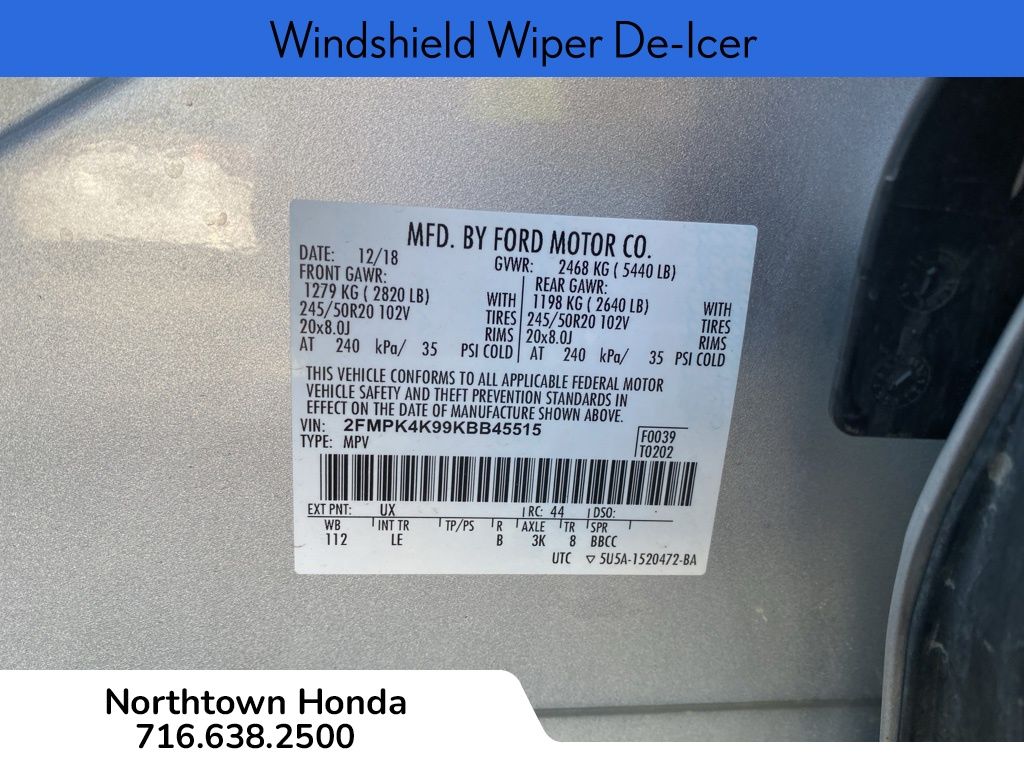 Windshield Wiper De-Icer
MFD. BY FORD MOTOR CO.
DATE: 12/18 GVWR: 2468 KG ( 5440 LB)
FRONT GAWR: REAR GAWR:
1279 KG ( 2820 LB) WITH 1198 KG ( 2640 LB) WITH
245/50R20 102V TIRES 245/50R20 102V TIRES
20x8.0J RIMS 20x8.0J RIMS
AT 240 kPa/ 35 PSI COLD AT 240 kPa/ 35 PSI COLD
THIS VEHICLE CONFORMS TO ALL APPLICABLE FEDERAL MOTOR
VEHICLE SAFETY AND THEFT PREVENTION STANDARDS IN
EFFECT ON THE DATE OF MANUFACTURE SHOWN ABOVE.
VIN: 2FMPK4K99KBB45515
TYPE: MPV
F0039
T0202
EXT PNT: UX RC: 44 DSO:
WB INT TR TP/PS R AXLE TR SPR
112 LE B 3K 8 BBCC
UTC ▽ 5U5A-1520472-BA
Northtown Honda
716.638.2500